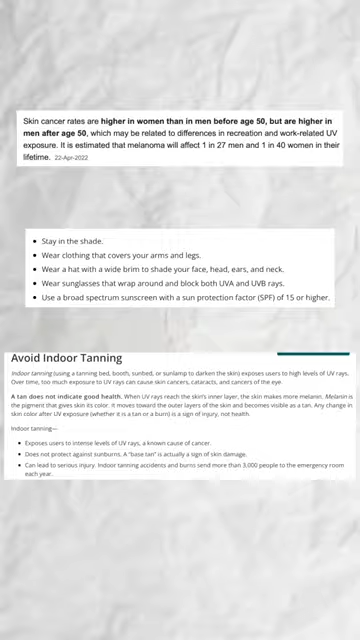 Skin cancer rates are higher in women than in men before age 50, but are higher in
men after age 50, which may be related to differences in recreation and work-related UV
exposure. It is estimated that melanoma will affect 1 in 27 men and 1 in 40 women in their
lifetime. 22-Apr-2022
• Stay in the shade.
• Wear clothing that covers your arms and legs.
• Wear a hat with a wide brim to shade your face, head, ears, and neck.
• Wear sunglasses that wrap around and block both UVA and UVB rays.
• Use a broad spectrum sunscreen with a sun protection factor (SPF) of 15 or higher.
Avoid Indoor Tanning
Indoor tanning (using a tanning bed, booth, sunbed, or sunlamp to darken the skin) exposes users to high levels of UV rays.
Over time, too much exposure to UV rays can cause skin cancers, cataracts, and cancers of the eye.
A tan does not indicate good health. When UV rays reach the skin's inner layer, the skin makes more melanin. Melanin is
the pigment that gives skin its color. It moves toward the outer layers of the skin and becomes visible as a tan. Any change in
skin color after UV exposure (whether it is a tan or a burn) is a sign of injury, not health.
Indoor tanning—
• Exposes users to intense levels of UV rays, a known cause of cancer.
• Does not protect against sunburns. A "base tan" is actually a sign of skin damage.
• Can lead to serious injury. Indoor tanning accidents and burns send more than 3,000 people to the emergency room
each year.